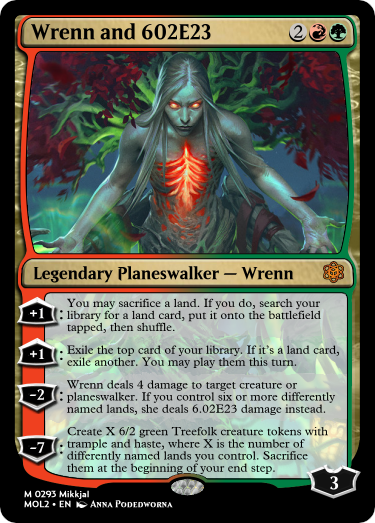 Wrenn and 602E23
2
Legendary Planeswalker — Wrenn
+1: You may sacrifice a land. If you do, search your
library for a land card, put it onto the battlefield
tapped, then shuffle.
+1: Exile the top card of your library. If it's a land card,
exile another. You may play them this turn.
-2: Wrenn deals 4 damage to target creature or
planeswalker. If you control six or more differently
named lands, she deals 6.02E23 damage instead.
-7: Create X 6/2 green Treefolk creature tokens with
trample and haste, where X is the number of
differently named lands you control. Sacrifice
them at the beginning of your end step.
3
M 0293 Mikkjal
MOL2 • EN Anna Podedworna